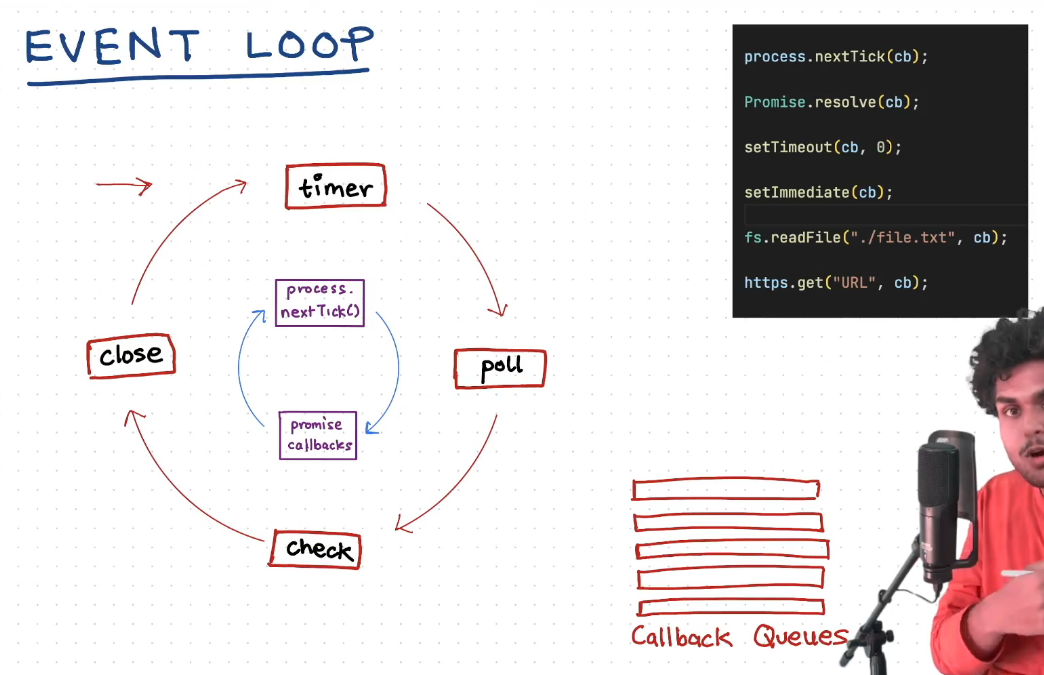 EVENT LOOP
process.nextTick(cb);
Promise.resolve(cb);
setTimeout(cb, 0);
setImmediate(cb);
fs.readFile("./file.txt", cb);
https.get("URL", cb);
timer
process.
nextTick()
close
poll
promise
callbacks
check
Callback Queues